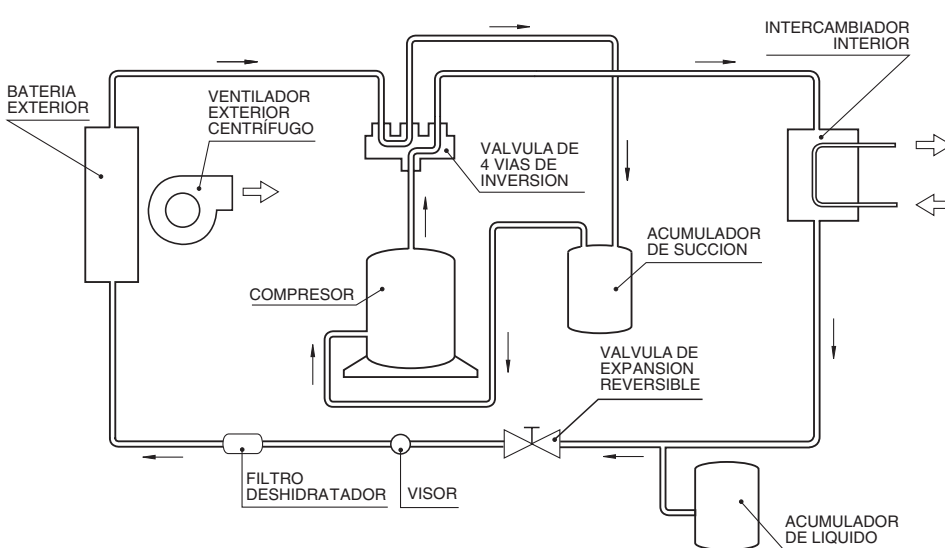 INTERCAMBIADOR
INTERIOR
BATERIA
EXTERIOR
VENTILADOR
EXTERIOR
CENTRÍFUGO
VALVULA DE
4 VIAS DE
INVERSION
ACUMULADOR
DE SUCCION
COMPRESOR
VALVULA DE
EXPANSION
REVERSIBLE
FILTRO
DESHIDRATADOR
VISOR
ACUMULADOR
DE LIQUIDO